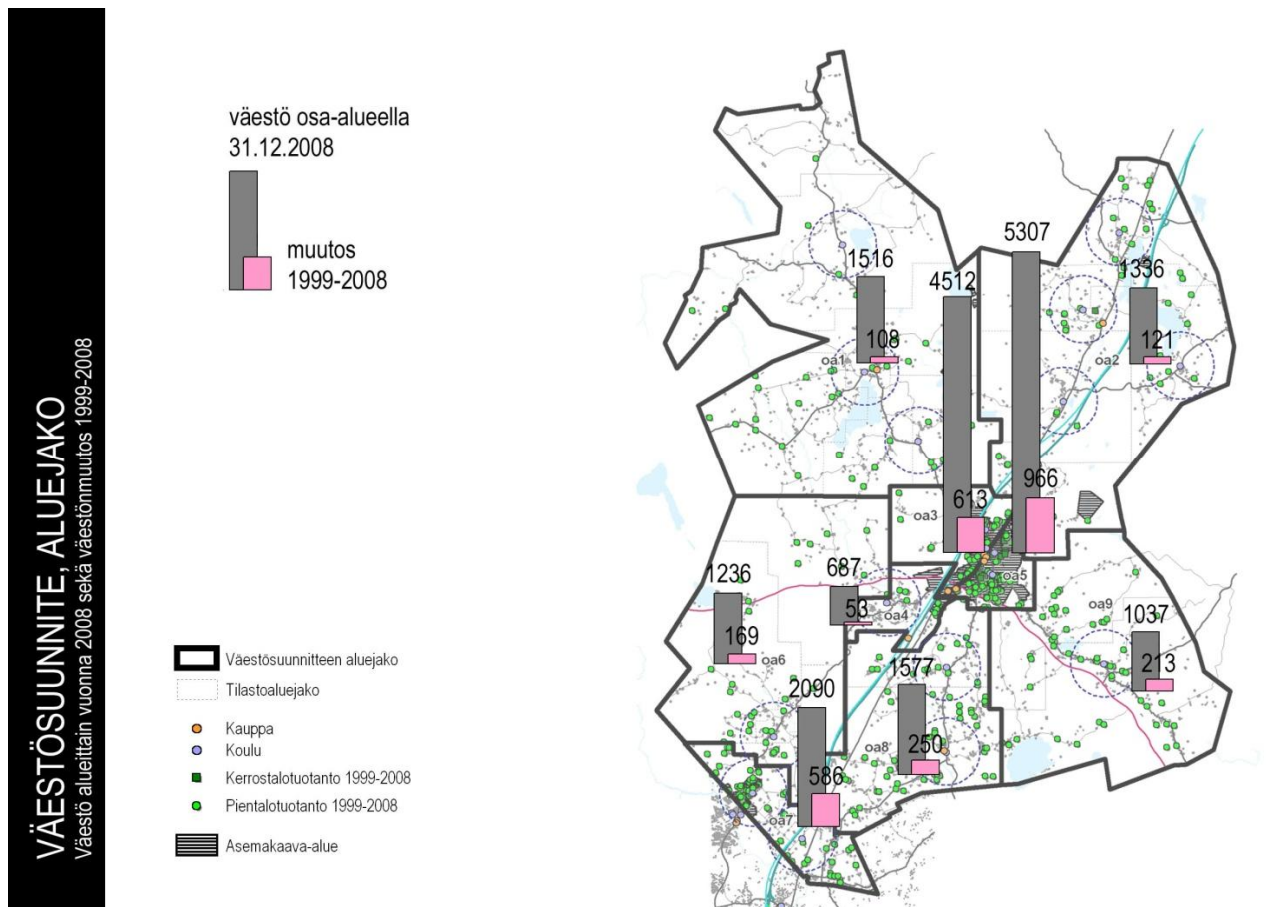 VÄESTÖSUUNNITE, ALUEJAKO
Väestö alueittain vuonna 2008 sekä väestönmuutos 1999-2008
väestö osa-alueella
31.12.2008
muutos
1999-2008
Väestösuunnitteen aluejako
Tilastoaluejako
Kauppa
Koulu
Kerrostalotuotanto 1999-2008
Pientalotuotanto 1999-2008
Asemakaava-alue
1516
108
oa1
4512
613
oa3
5307
966
oa5
1336
121
oa2
1236
169
oa6
687
53
oa4
oa9
1037
213
2090
586
oa7
1577
250
oa8